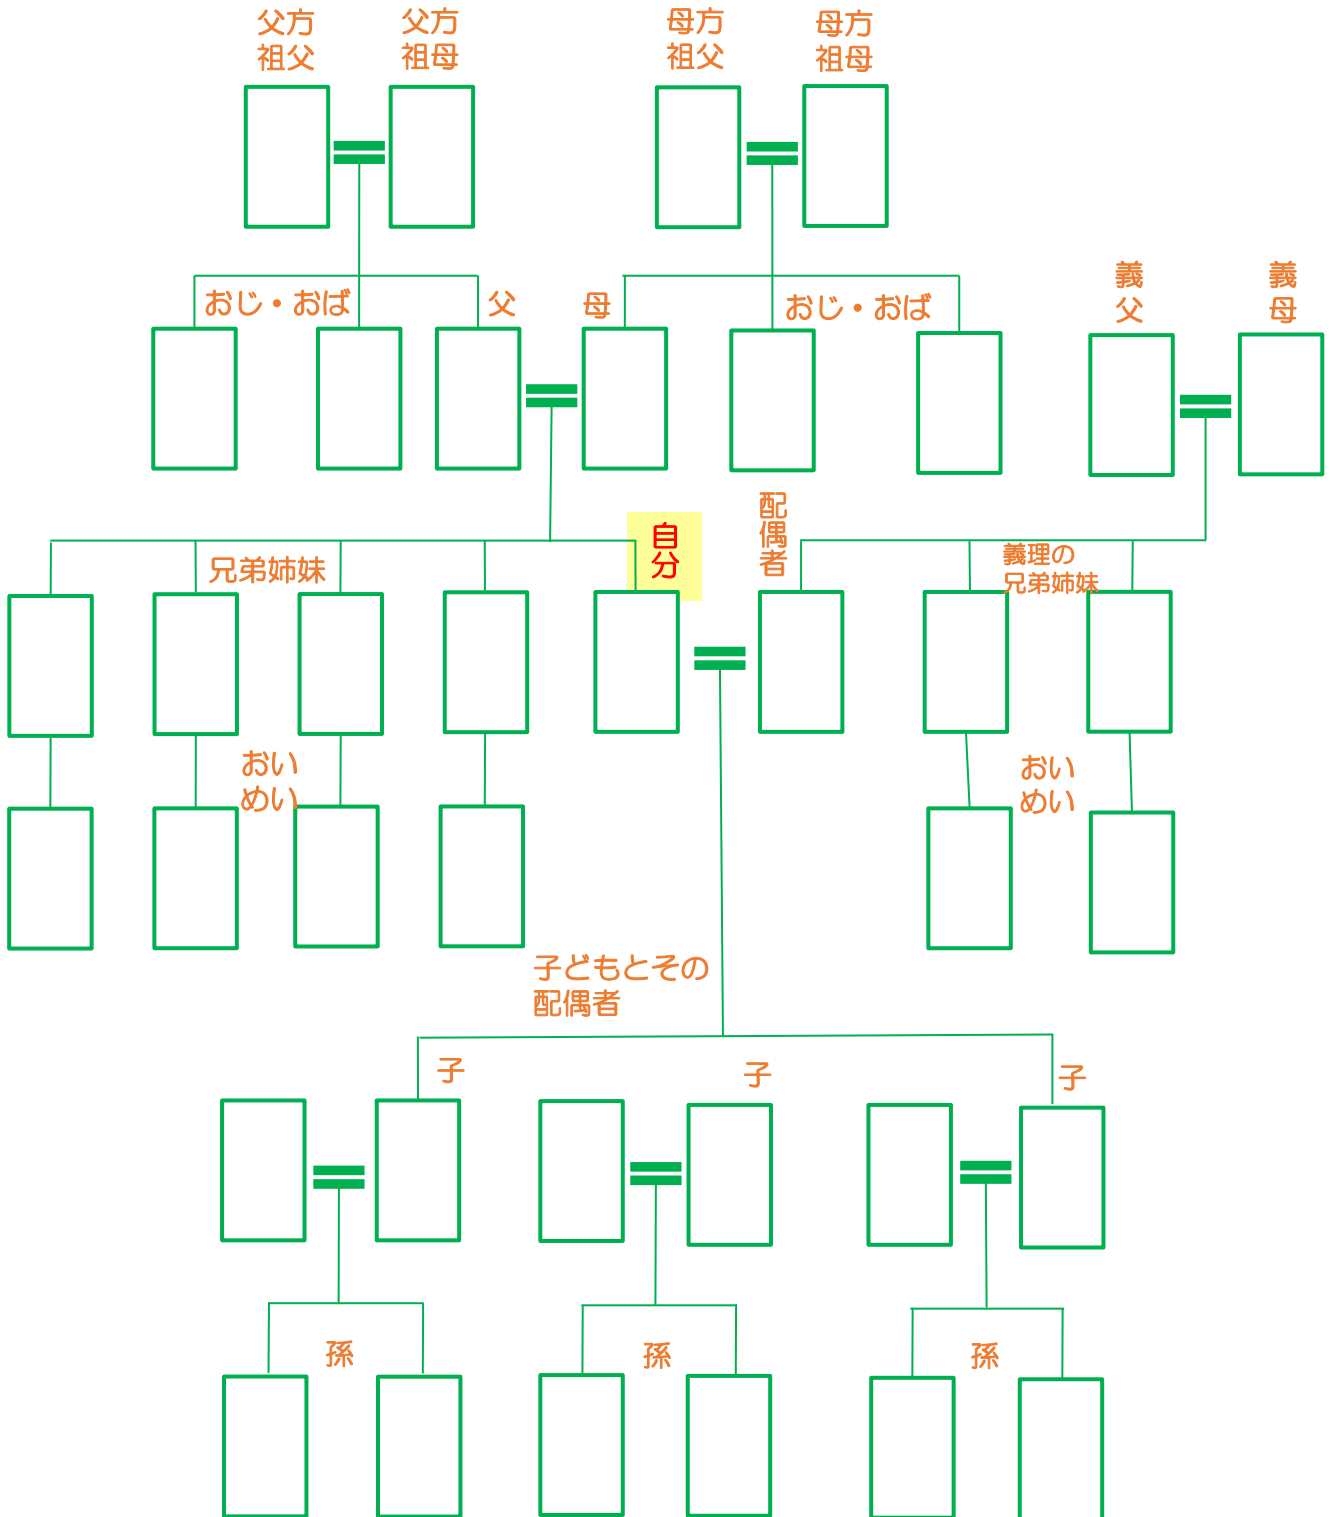 父方
祖父
父方
祖母
母方
祖父
母方
祖母
おじ・おば
父
母
おじ・おば
義父
義母
自分
配偶者
兄弟姉妹
義理の
兄弟姉妹
おい
めい
おい
めい
子どもとその
配偶者
子
子
子
孫
孫
孫